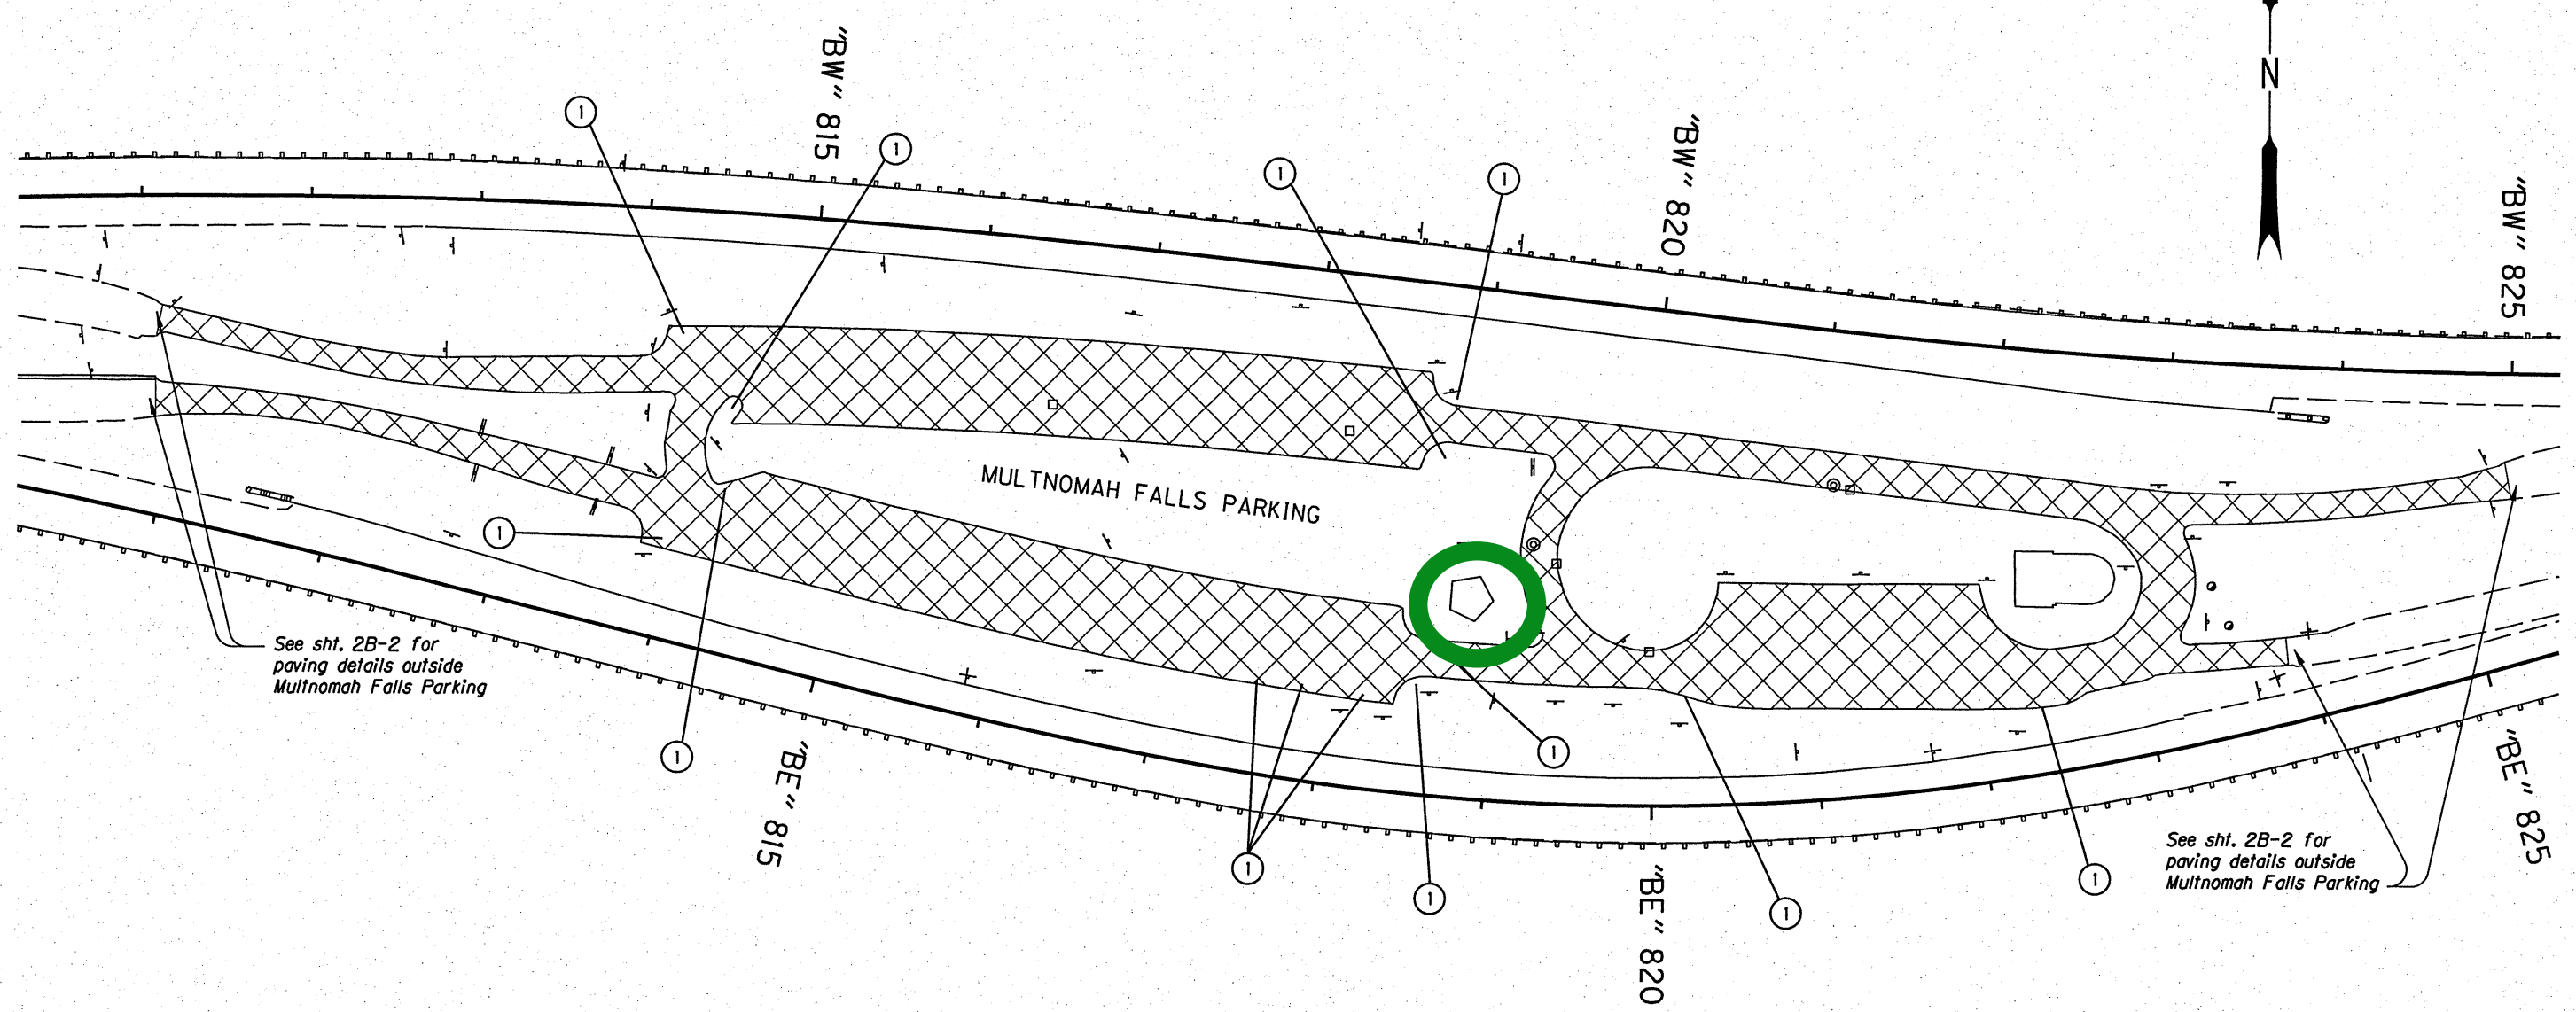 N
"BW" 815
"BW" 820
"BW" 825
1
1
1
1
MULTNOMAH FALLS PARKING
1
See sht. 2B-2 for
paving details outside
Multnomah Falls Parking
1
"BE" 815
1
1
1
1
1
"BE" 820
See sht. 2B-2 for
paving details outside
Multnomah Falls Parking
"BE" 825